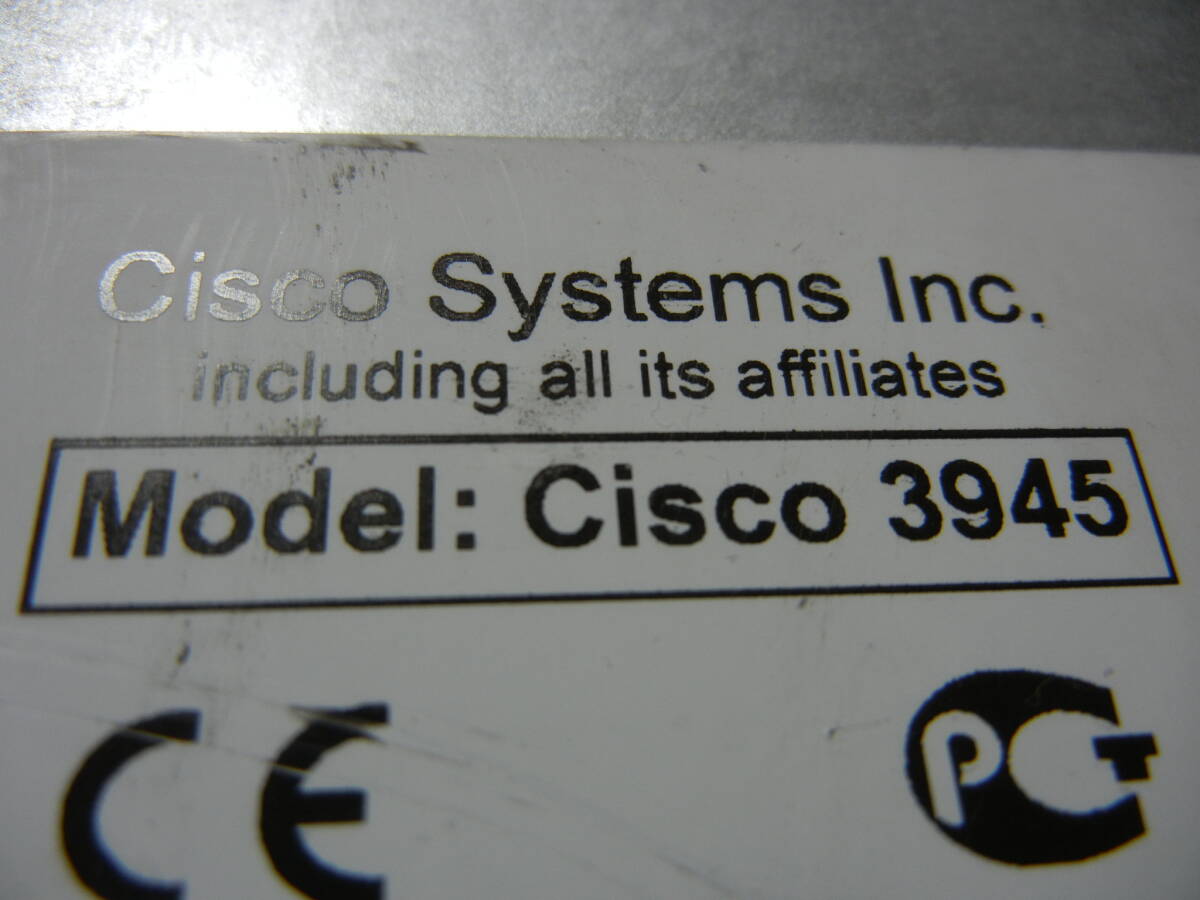 Cisco Systems Inc.
including all its affiliates
Model: Cisco 3945
CE
PCT